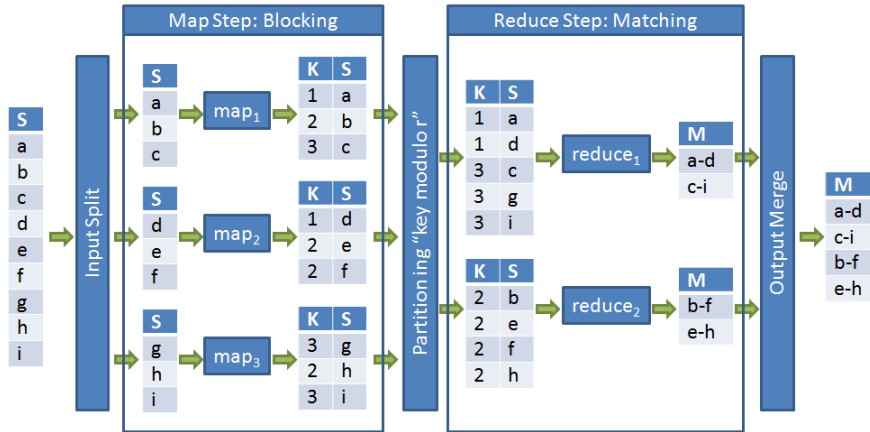 Map Step: Blocking
Reduce Step: Matching
S
a
b
c
d
e
f
g
h
i
Input Split
S
a
b
c
map1
K S
1 a
2 b
3 c
S
d
e
f
map2
K S
1 d
2 e
2 f
S
g
h
i
map3
K S
3 g
2 h
3 i
Partition ing “key modulo r”
K S
1 a
1 d
3 c
3 g
3 i
reduce1
M
a-d
c-i
K S
2 b
2 e
2 f
2 h
reduce2
M
b-f
e-h
Output Merge
M
a-d
c-i
b-f
e-h